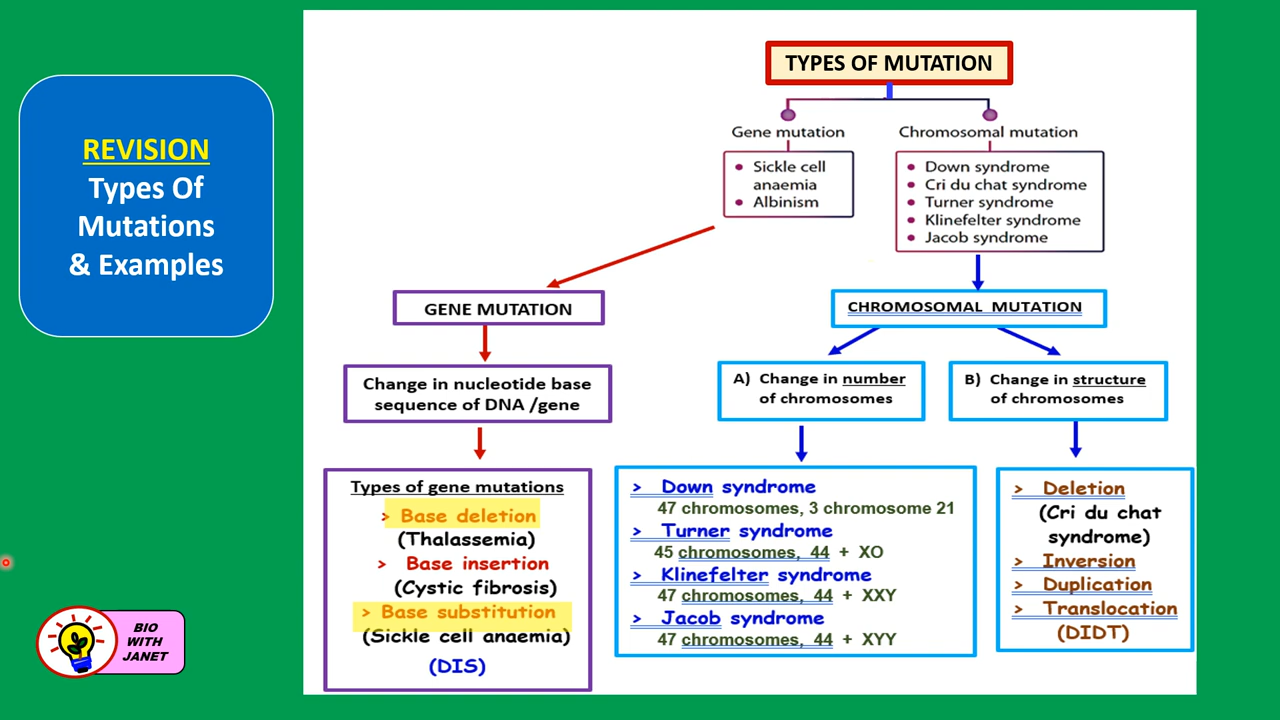 REVISION
Types Of
Mutations
& Examples
TYPES OF MUTATION
Gene mutation
• Sickle cell
anaemia
• Albinism
Chromosomal mutation
• Down syndrome
• Cri du chat syndrome
• Turner syndrome
• Klinefelter syndrome
• Jacob syndrome
GENE MUTATION
Change in nucleotide base
sequence of DNA /gene
Types of gene mutations
> Base deletion
(Thalassemia)
> Base insertion
(Cystic fibrosis)
> Base substitution
(Sickle cell anaemia)
(DIS)
CHROMOSOMAL MUTATION
A) Change in number
of chromosomes
> Down syndrome
47 chromosomes, 3 chromosome 21
> Turner syndrome
45 chromosomes, 44 + XO
> Klinefelter syndrome
47 chromosomes, 44 + XXY
> Jacob syndrome
47 chromosomes, 44 + XYY
B) Change in structure
of chromosomes
> Deletion
(Cri du chat
syndrome)
> Inversion
> Duplication
> Translocation
(DIDT)
BIO
WITH
JANET